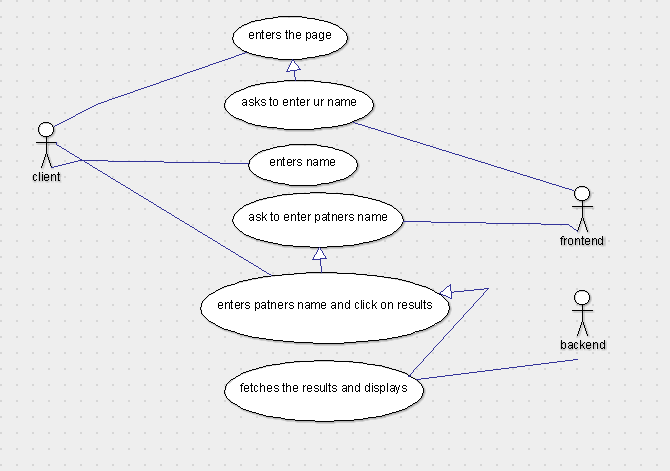 enters the page
asks to enter ur name
enters name
client
ask to enter patners name
frontend
enters patners name and click on results
backend
fetches the results and displays